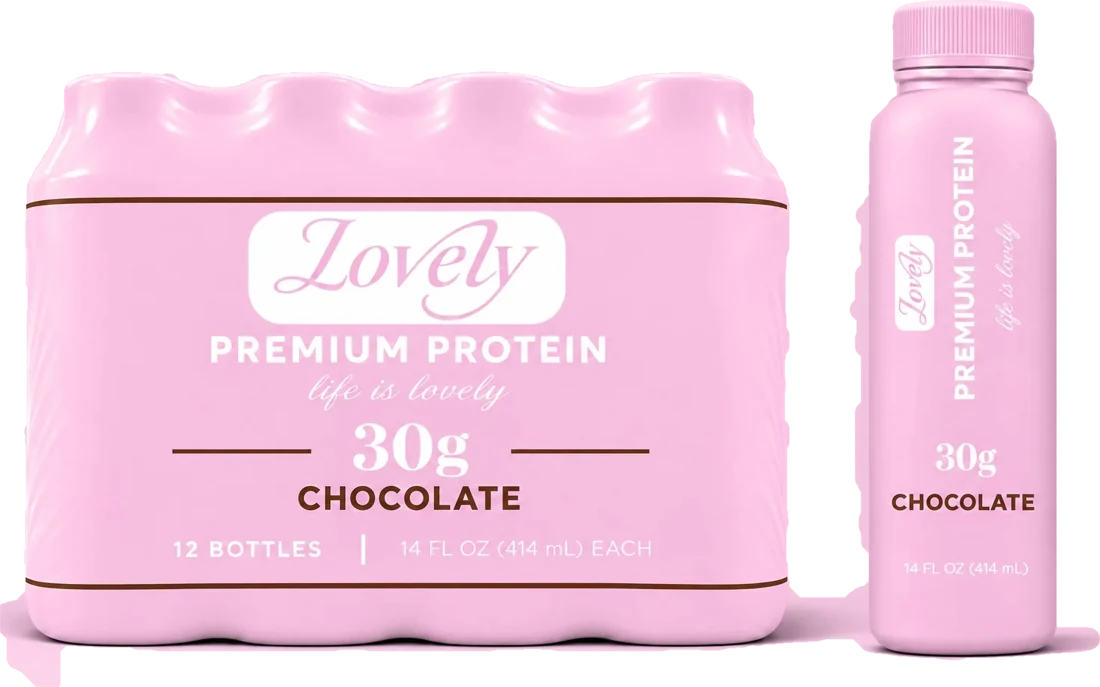 Lovely
PREMIUM PROTEIN
life is lovely
30g
CHOCOLATE
12 BOTTLES | 14 FL OZ (414 mL) EACH
Lovely
PREMIUM PROTEIN
life is lovely
30g
CHOCOLATE
14 FL OZ (414 mL)